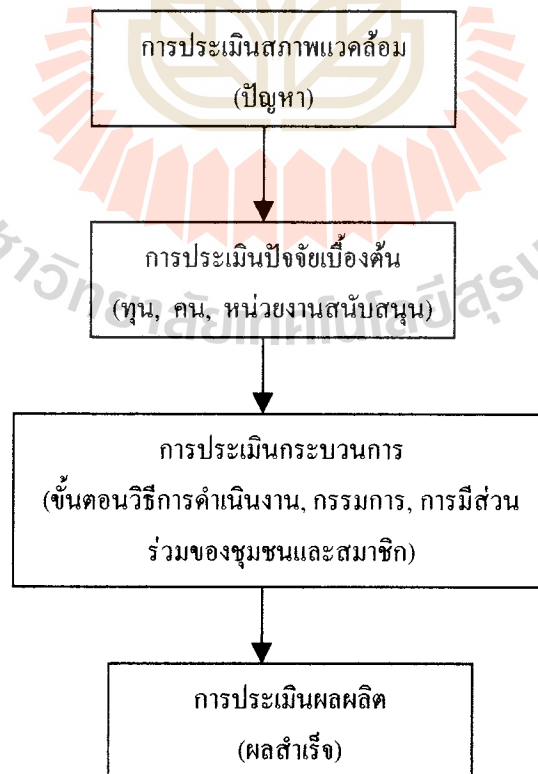 การประเมินสภาพแวดล้อม
(ปัญหา)
การประเมินปัจจัยเบื้องต้น
(ทุน, คน, หน่วยงานสนับสนุน)
การประเมินกระบวนการ
(ขั้นตอนวิธีการดำเนินงาน, กรรมการ, การมีส่วน
ร่วมของชุมชนและสมาชิก)
การประเมินผลผลิต
(ผลสำเร็จ)